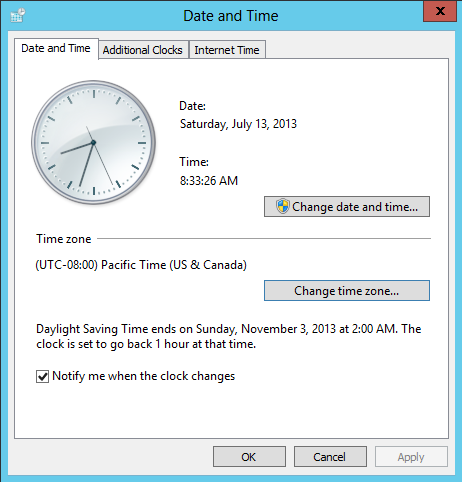 Date and Time
x
Date and Time
Additional Clocks
Internet Time
Date:
Saturday, July 13, 2013
Time:
8:33:26 AM
Change date and time...
Time zone
(UTC-08:00) Pacific Time (US & Canada)
Change time zone...
Daylight Saving Time ends on Sunday, November 3, 2013 at 2:00 AM. The
clock is set to go back 1 hour at that time.
Notify me when the clock changes
OK
Cancel
Apply